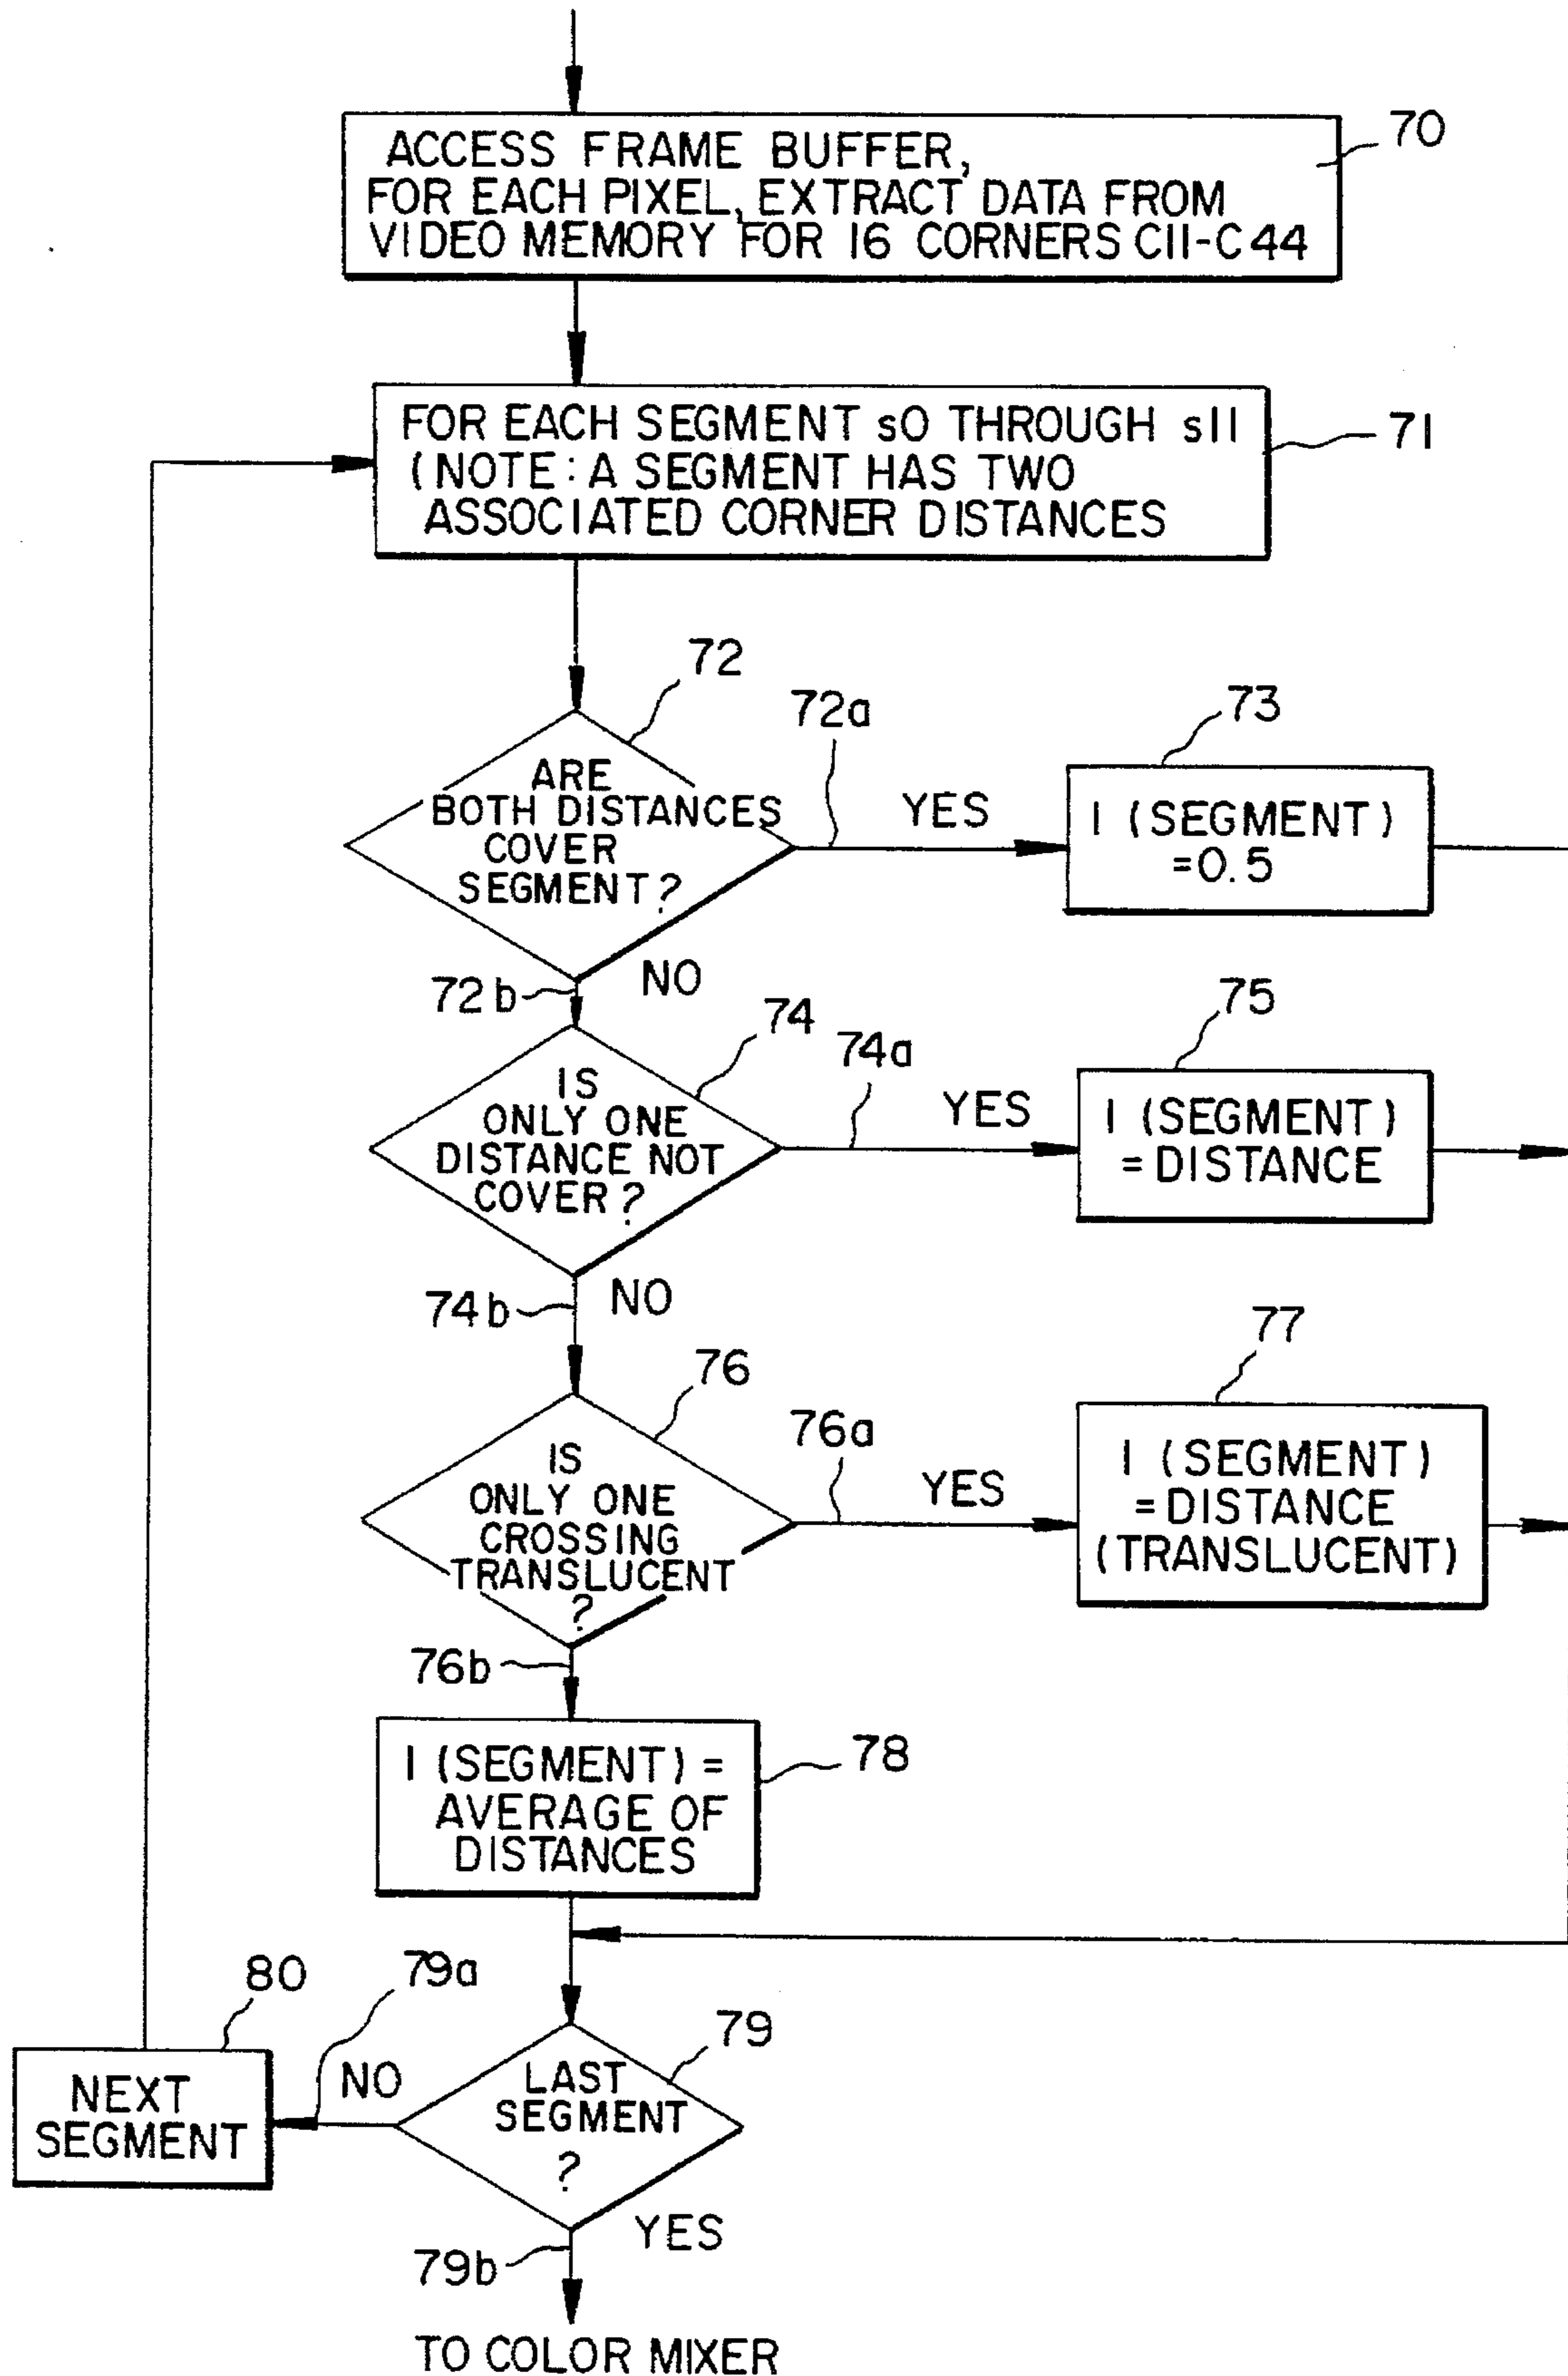 70
ACCESS FRAME BUFFER,
FOR EACH PIXEL, EXTRACT DATA FROM
VIDEO MEMORY FOR 16 CORNERS C11-C44
71
FOR EACH SEGMENT s0 THROUGH s11
(NOTE: A SEGMENT HAS TWO
ASSOCIATED CORNER DISTANCES
72
72a
73
ARE
BOTH DISTANCES
COVER
SEGMENT?
YES
I (SEGMENT)
=0.5
72b
NO
74
74a
75
IS
ONLY ONE
DISTANCE NOT
COVER?
YES
I (SEGMENT)
= DISTANCE
74b
NO
76
76a
77
IS
ONLY ONE
CROSSING
TRANSLUCENT
?
YES
I (SEGMENT)
= DISTANCE
(TRANSLUCENT)
76b
I (SEGMENT) =
AVERAGE OF
DISTANCES
78
80
79a
79
NEXT
SEGMENT
NO
LAST
SEGMENT
?
YES
79b
TO COLOR MIXER